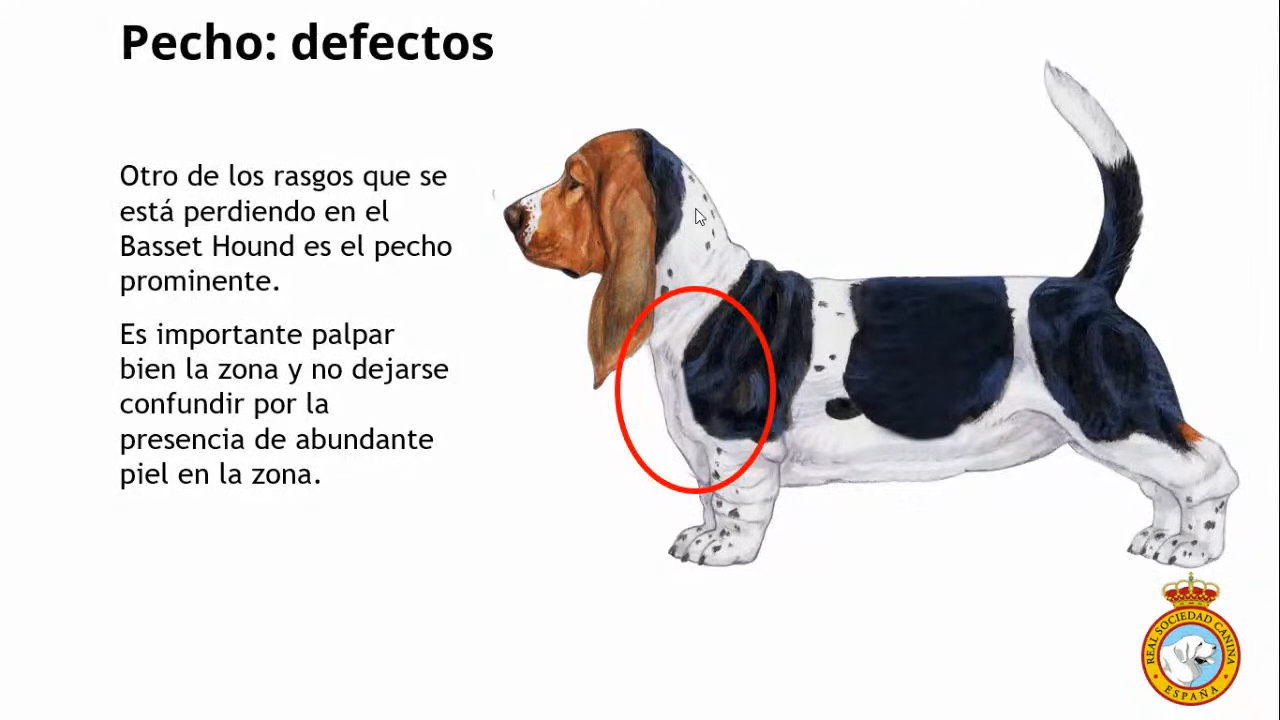 Pecho: defectos
Otro de los rasgos que se
está perdiendo en el
Basset Hound es el pecho
prominente.
Es importante palpar
bien la zona y no dejarse
confundir por la
presencia de abundante
piel en la zona.
REAL SOCIEDAD CANINA
ESPAÑA